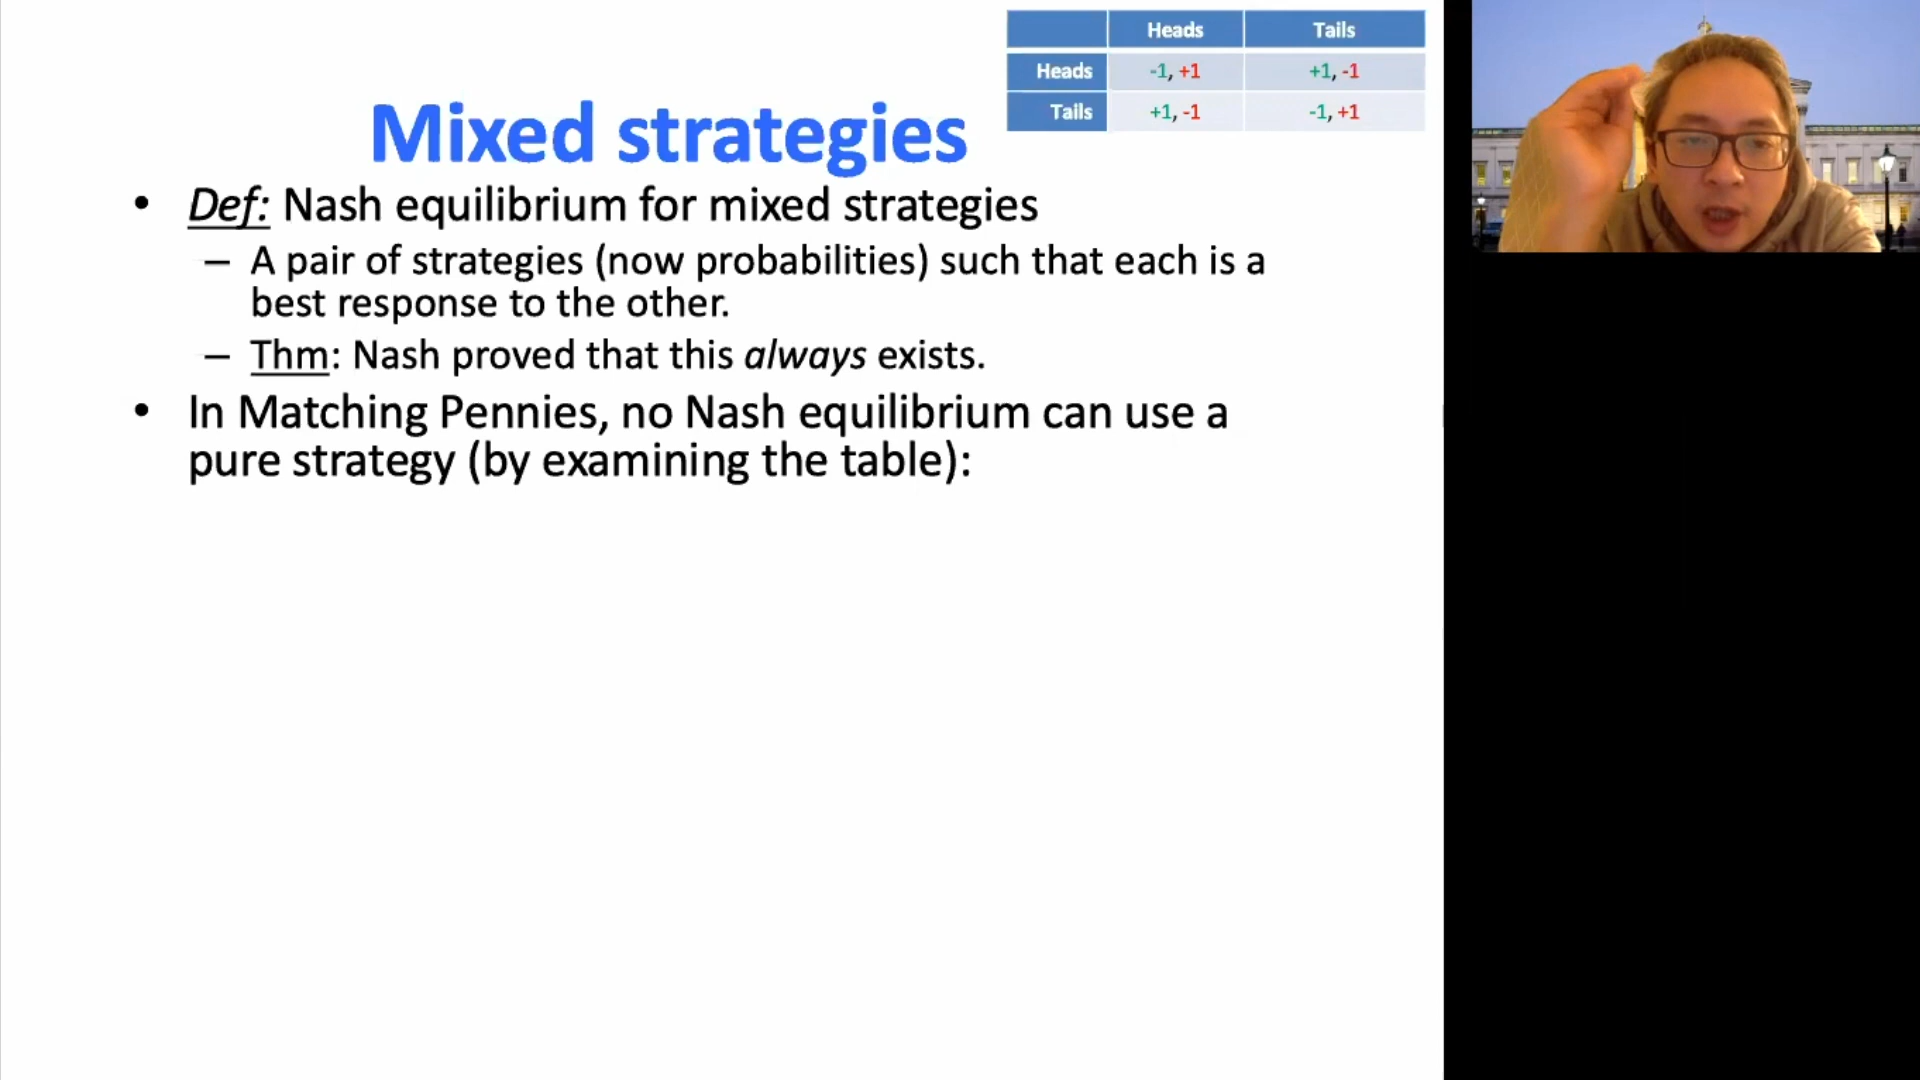 Heads Tails
Heads -1, +1 +1, -1
Tails +1, -1 -1, +1
Mixed strategies
• Def: Nash equilibrium for mixed strategies
– A pair of strategies (now probabilities) such that each is a
best response to the other.
– Thm: Nash proved that this always exists.
• In Matching Pennies, no Nash equilibrium can use a
pure strategy (by examining the table):